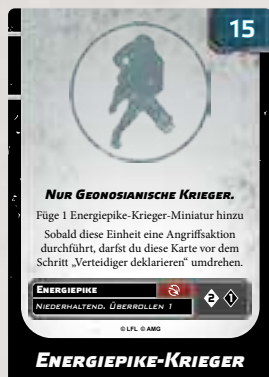 15
Nur Geonosianische Krieger.
Füge 1 Energiepike-Krieger-Miniatur hinzu
Sobald diese Einheit eine Angriffsaktion
durchführt, darfst du diese Karte vor dem
Schritt „Verteidiger deklarieren“ umdrehen.
Energiepike
2 1
Niederhaltend. Überrollen 1
© LFL © AMG
Energiepike-Krieger